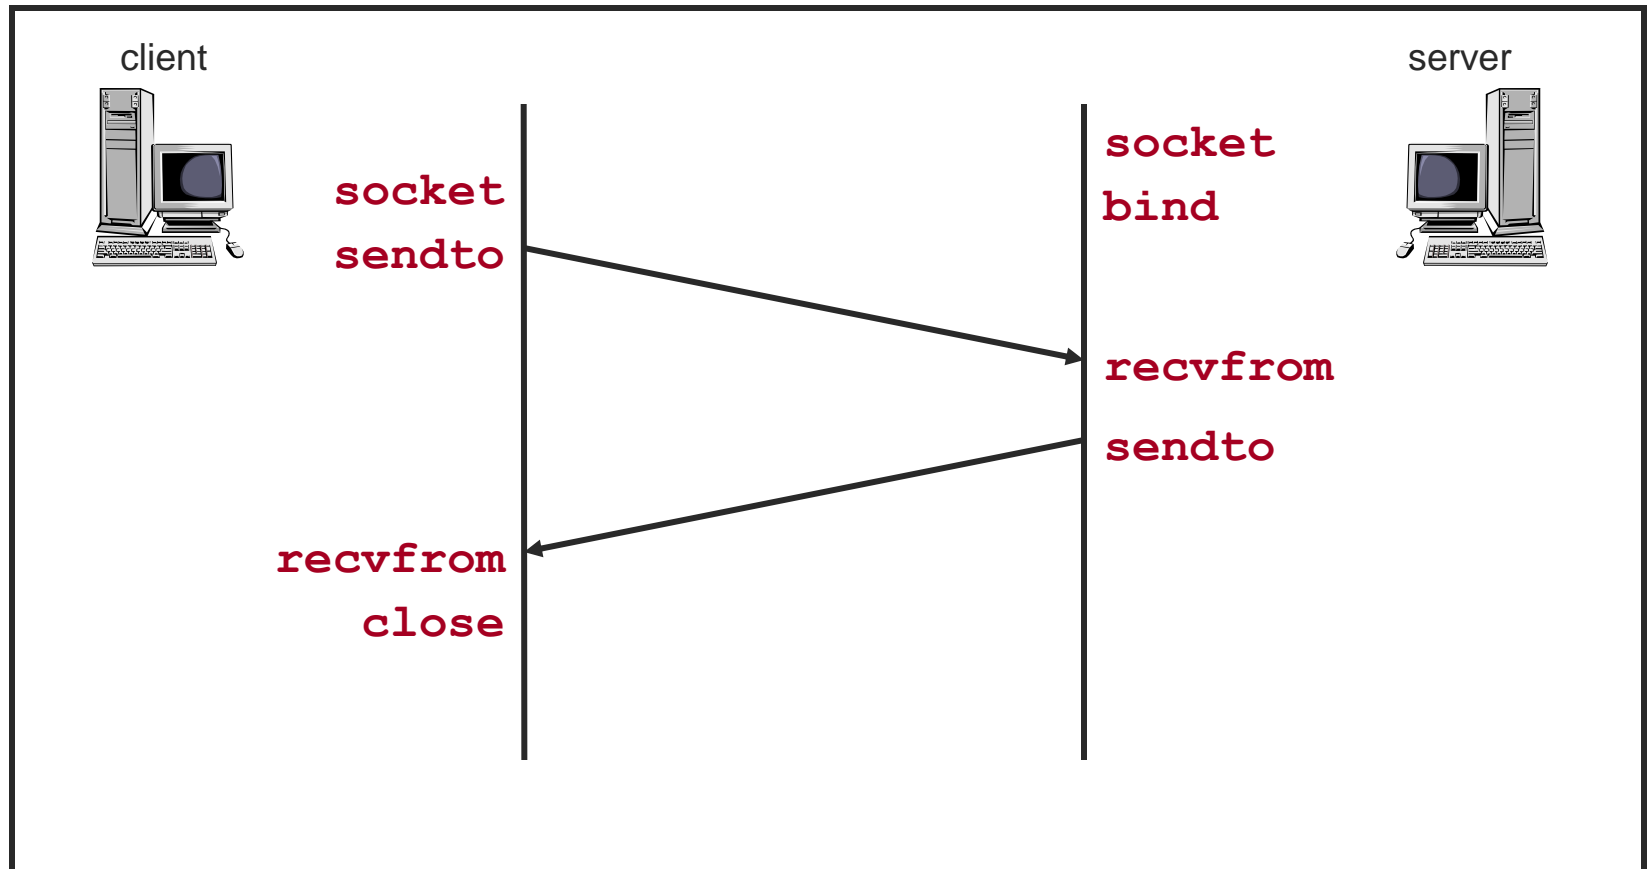 client
server
socket
socket
bind
sendto
recvfrom
sendto
recvfrom
close